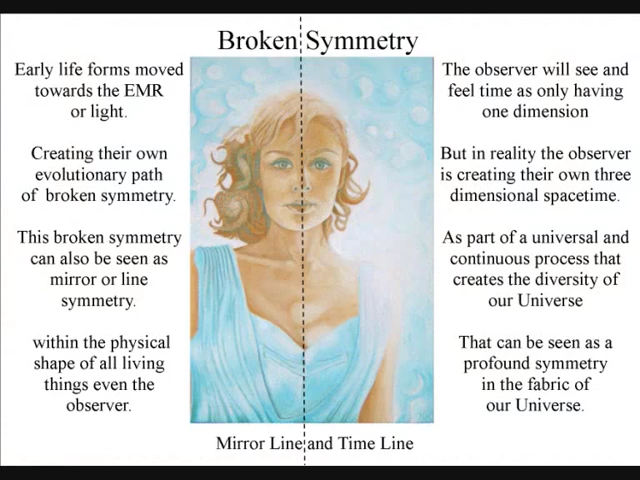 Broken Symmetry
Early life forms moved
towards the EMR
or light.
Creating their own
evolutionary path
of broken symmetry.
This broken symmetry
can also be seen as
mirror or line
symmetry.
within the physical
shape of all living
things even the
observer.
The observer will see and
feel time as only having
one dimension
But in reality the observer
is creating their own three
dimensional spacetime.
As part of a universal and
continuous process that
creates the diversity of
our Universe
That can be seen as a
profound symmetry
in the fabric of
our Universe.
Mirror Line and Time Line